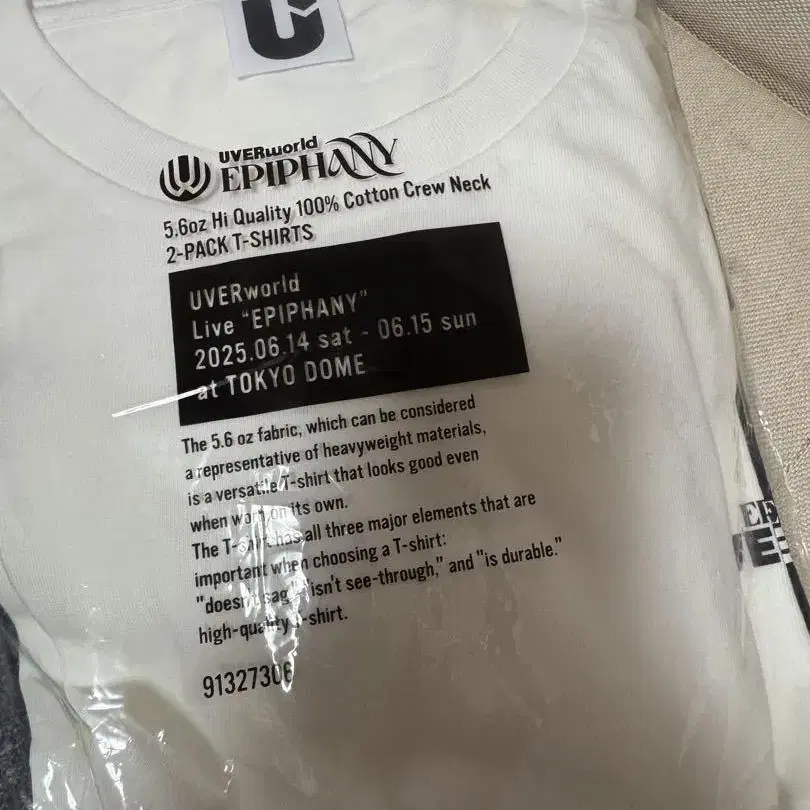 UVERworld
EPIPHANY
5.6oz Hi Quality 100% Cotton Crew Neck
2-PACK T-SHIRTS
UVERworld
Live "EPIPHANY"
2025.06.14 sat - 06.15 sun
at TOKYO DOME
The 5.6 oz fabric, which can be considered
a representative of heavyweight materials,
is a versatile T-shirt that looks good even
when worn on its own.
The T-shirt has all three major elements that are
important when choosing a T-shirt:
"doesn't sag," "isn't see-through," and "is durable."
high-quality T-shirt.
91327306